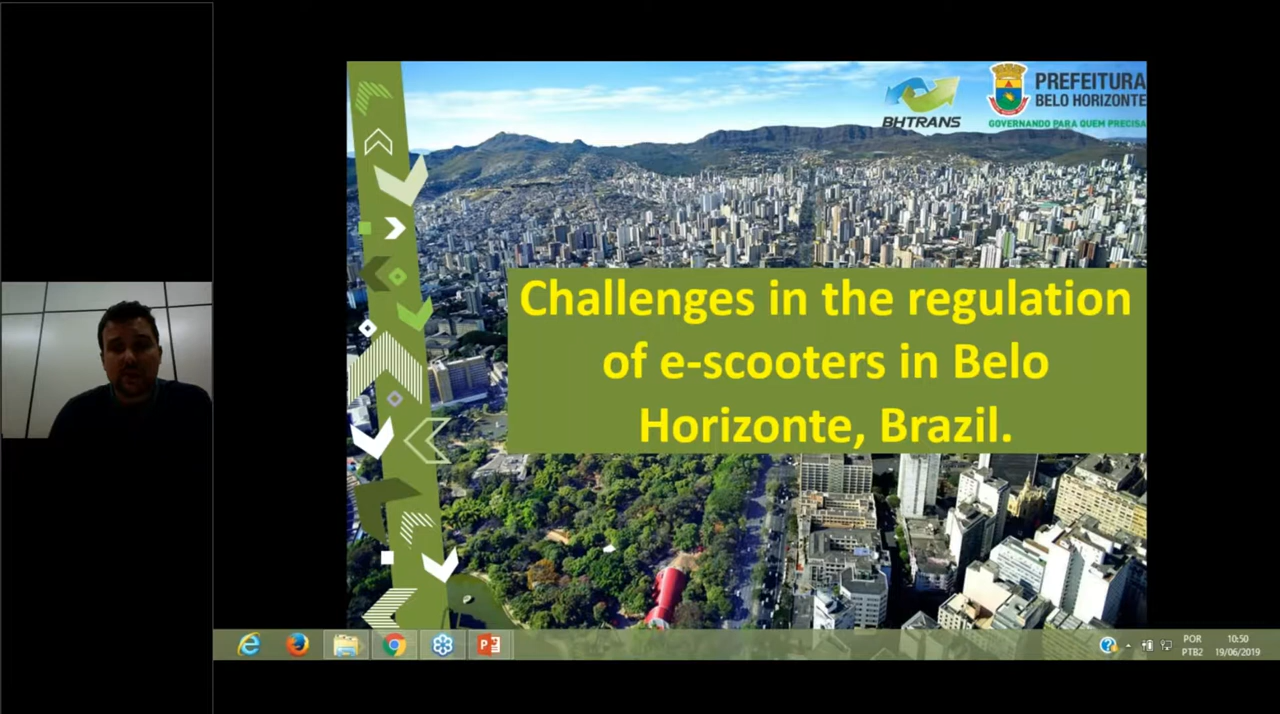 BHTRANS
PREFEITURA
BELO HORIZONTE
GOVERNANDO PARA QUEM PRECISA
Challenges in the regulation
of e-scooters in Belo
Horizonte, Brazil.
POR
PTB2
10:50
19/06/2019